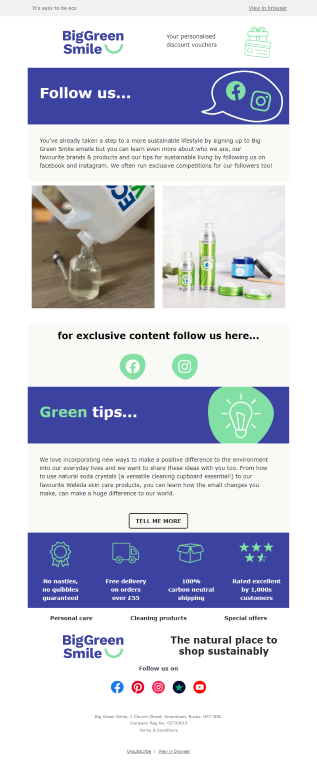 It's easy to be eco
View in browser
BigGreen
Smile
Your personalised
discount vouchers
Follow us...
You've already taken a step to a more sustainable lifestyle by signing up to Big
Green Smile emails but you can learn even more about who we are, our
favourite brands & products and our tips for sustainable living by following us on
facebook and instagram. We often run exclusive competitions for our followers too!
for exclusive content follow us here...
Green tips...
We love incorporating new ways to make a positive difference to the environment
into our everyday lives and we want to share these ideas with you too. From how
to use natural soda crystals (a versatile cleaning cupboard essential!) to our
favourite Weleda skin care products, you can learn how the small changes you
make, can make a huge difference to our world.
TELL ME MORE
No nasties,
no quibbles
guaranteed
Free delivery
on orders
over £55
100%
carbon neutral
shipping
Rated excellent
by 1,000s
customers
Personal care
Cleaning products
Special offers
BigGreen
Smile
The natural place to
shop sustainably
Follow us on
Big Green Smile, 1 Church Street, Amersham, Bucks, HP7 0DB.
Company Reg No: 05730015
Terms & Conditions
Unsubscribe | View in browser